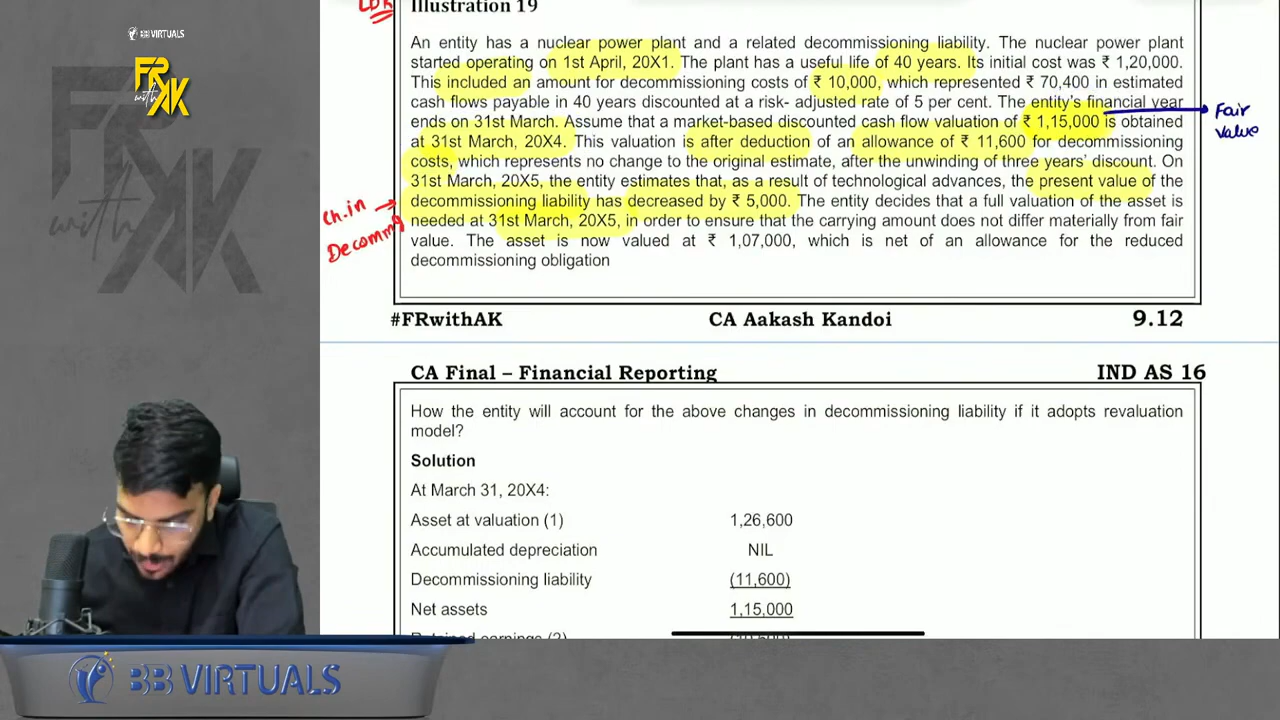 LDR
Illustration 19
BB VIRTUALS
FR
with
AK
FR
with
AK
An entity has a nuclear power plant and a related decommissioning liability. The nuclear power plant
started operating on 1st April, 20X1. The plant has a useful life of 40 years. Its initial cost was ₹ 1,20,000.
This included an amount for decommissioning costs of ₹ 10,000, which represented ₹ 70,400 in estimated
cash flows payable in 40 years discounted at a risk- adjusted rate of 5 per cent. The entity's financial year
ends on 31st March. Assume that a market-based discounted cash flow valuation of ₹ 1,15,000 is obtained
at 31st March, 20X4. This valuation is after deduction of an allowance of ₹ 11,600 for decommissioning
costs, which represents no change to the original estimate, after the unwinding of three years' discount. On
31st March, 20X5, the entity estimates that, as a result of technological advances, the present value of the
decommissioning liability has decreased by ₹ 5,000. The entity decides that a full valuation of the asset is
needed at 31st March, 20X5, in order to ensure that the carrying amount does not differ materially from fair
value. The asset is now valued at ₹ 1,07,000, which is net of an allowance for the reduced
decommissioning obligation
Fair
value
Ch.in
Decomm
#FRwithAK CA Aakash Kandoi 9.12
CA Final – Financial Reporting IND AS 16
How the entity will account for the above changes in decommissioning liability if it adopts revaluation
model?
Solution
At March 31, 20X4:
Asset at valuation (1) 1,26,600
Accumulated depreciation NIL
Decommissioning liability (11,600)
Net assets 1,15,000
Retained earnings (2)
BB VIRTUALS